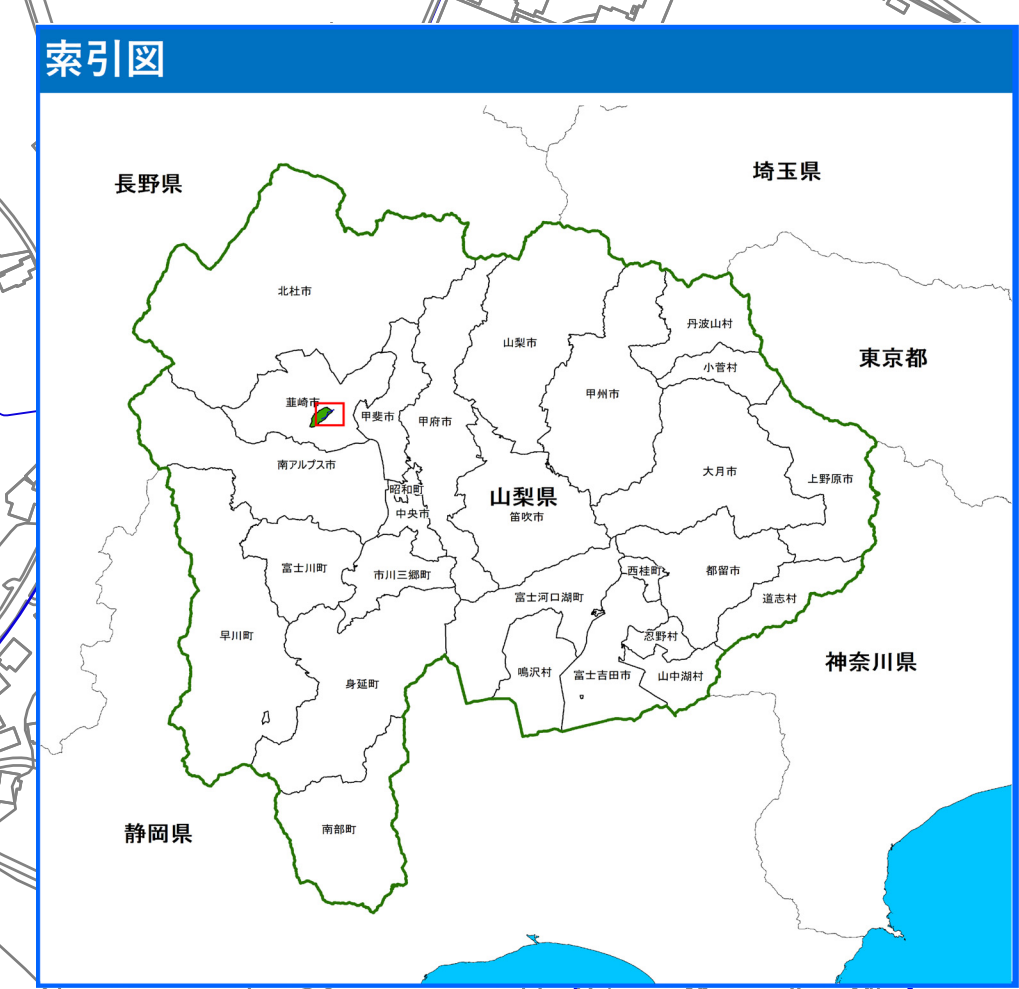 索引図
長野県
埼玉県
北社市
丹波山村
山梨市
東京都
小菅村
甲州市
韮崎市
甲斐市
甲府市
南アルプス市
大月市
上野原市
昭和町
山梨県
中央市
笛吹市
富士川町
市川三郷町
西桂町
都留市
富士河口湖町
道志村
早川町
忍野村
神奈川県
鳴沢村
富士吉田市
山中湖村
身延町
静岡県
南部町